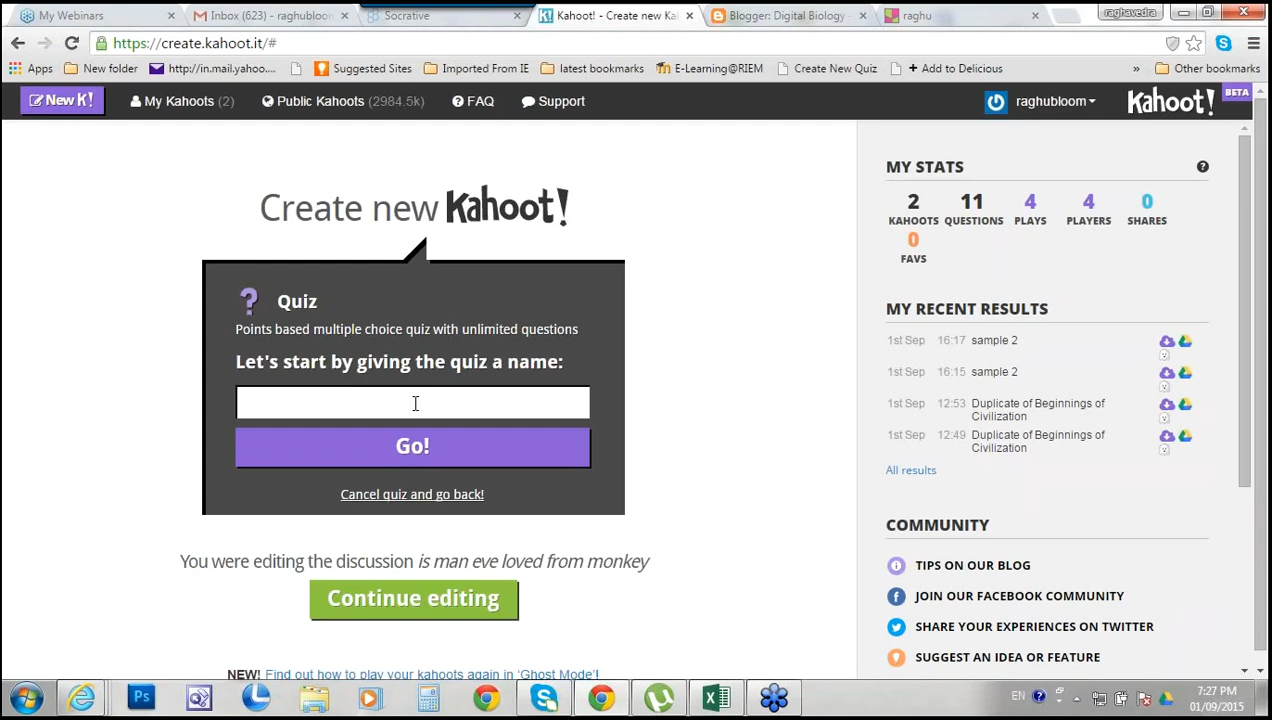 My Webinars
Inbox (623) - raghubloom
Socrative
Kahoot! - Create new Ka
Blogger: Digital Biology -
raghu
raghavedra
https://create.kahoot.it/#
Apps
New folder
http://in.mail.yahoo....
Suggested Sites
Imported From IE
latest bookmarks
E-Learning@RIEM
Create New Quiz
+ Add to Delicious
»
Other bookmarks
New K!
My Kahoots (2)
Public Kahoots (2984.5k)
FAQ
Support
raghubloom
Kahoot!
BETA
Create new Kahoot!
Quiz
Points based multiple choice quiz with unlimited questions
Let's start by giving the quiz a name:
Go!
Cancel quiz and go back!
You were editing the discussion is man eve loved from monkey
Continue editing
NEW! Find out how to play your kahoots again in 'Ghost Mode'!
MY STATS
2 KAHOOTS
11 QUESTIONS
4 PLAYS
4 PLAYERS
0 SHARES
0 FAVS
MY RECENT RESULTS
1st Sep 16:17 sample 2
1st Sep 16:15 sample 2
1st Sep 12:53 Duplicate of Beginnings of
Civilization
1st Sep 12:49 Duplicate of Beginnings of
Civilization
All results
COMMUNITY
TIPS ON OUR BLOG
JOIN OUR FACEBOOK COMMUNITY
SHARE YOUR EXPERIENCES ON TWITTER
SUGGEST AN IDEA OR FEATURE
Ps
EN
7:27 PM
01/09/2015